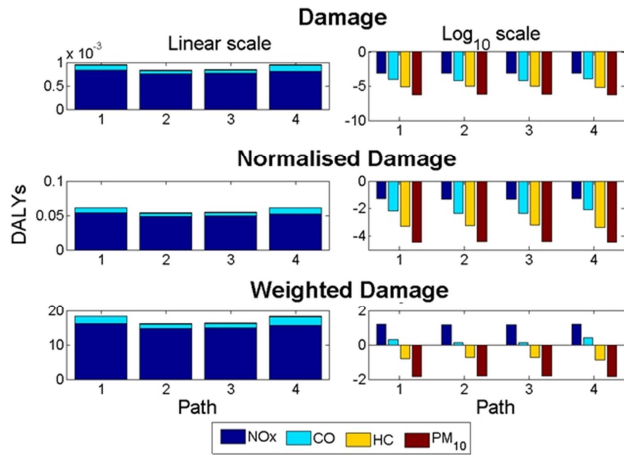 Damage
Linear scale
Log10 scale
1 x 10-3
0.5
0
1 2 3 4
0
-5
-10
1 2 3 4
Normalised Damage
DALYs
0.1
0.05
0
1 2 3 4
0
-2
-4
1 2 3 4
Weighted Damage
20
10
0
1 2 3 4
Path
2
0
-2
1 2 3 4
Path
NOx CO HC PM10